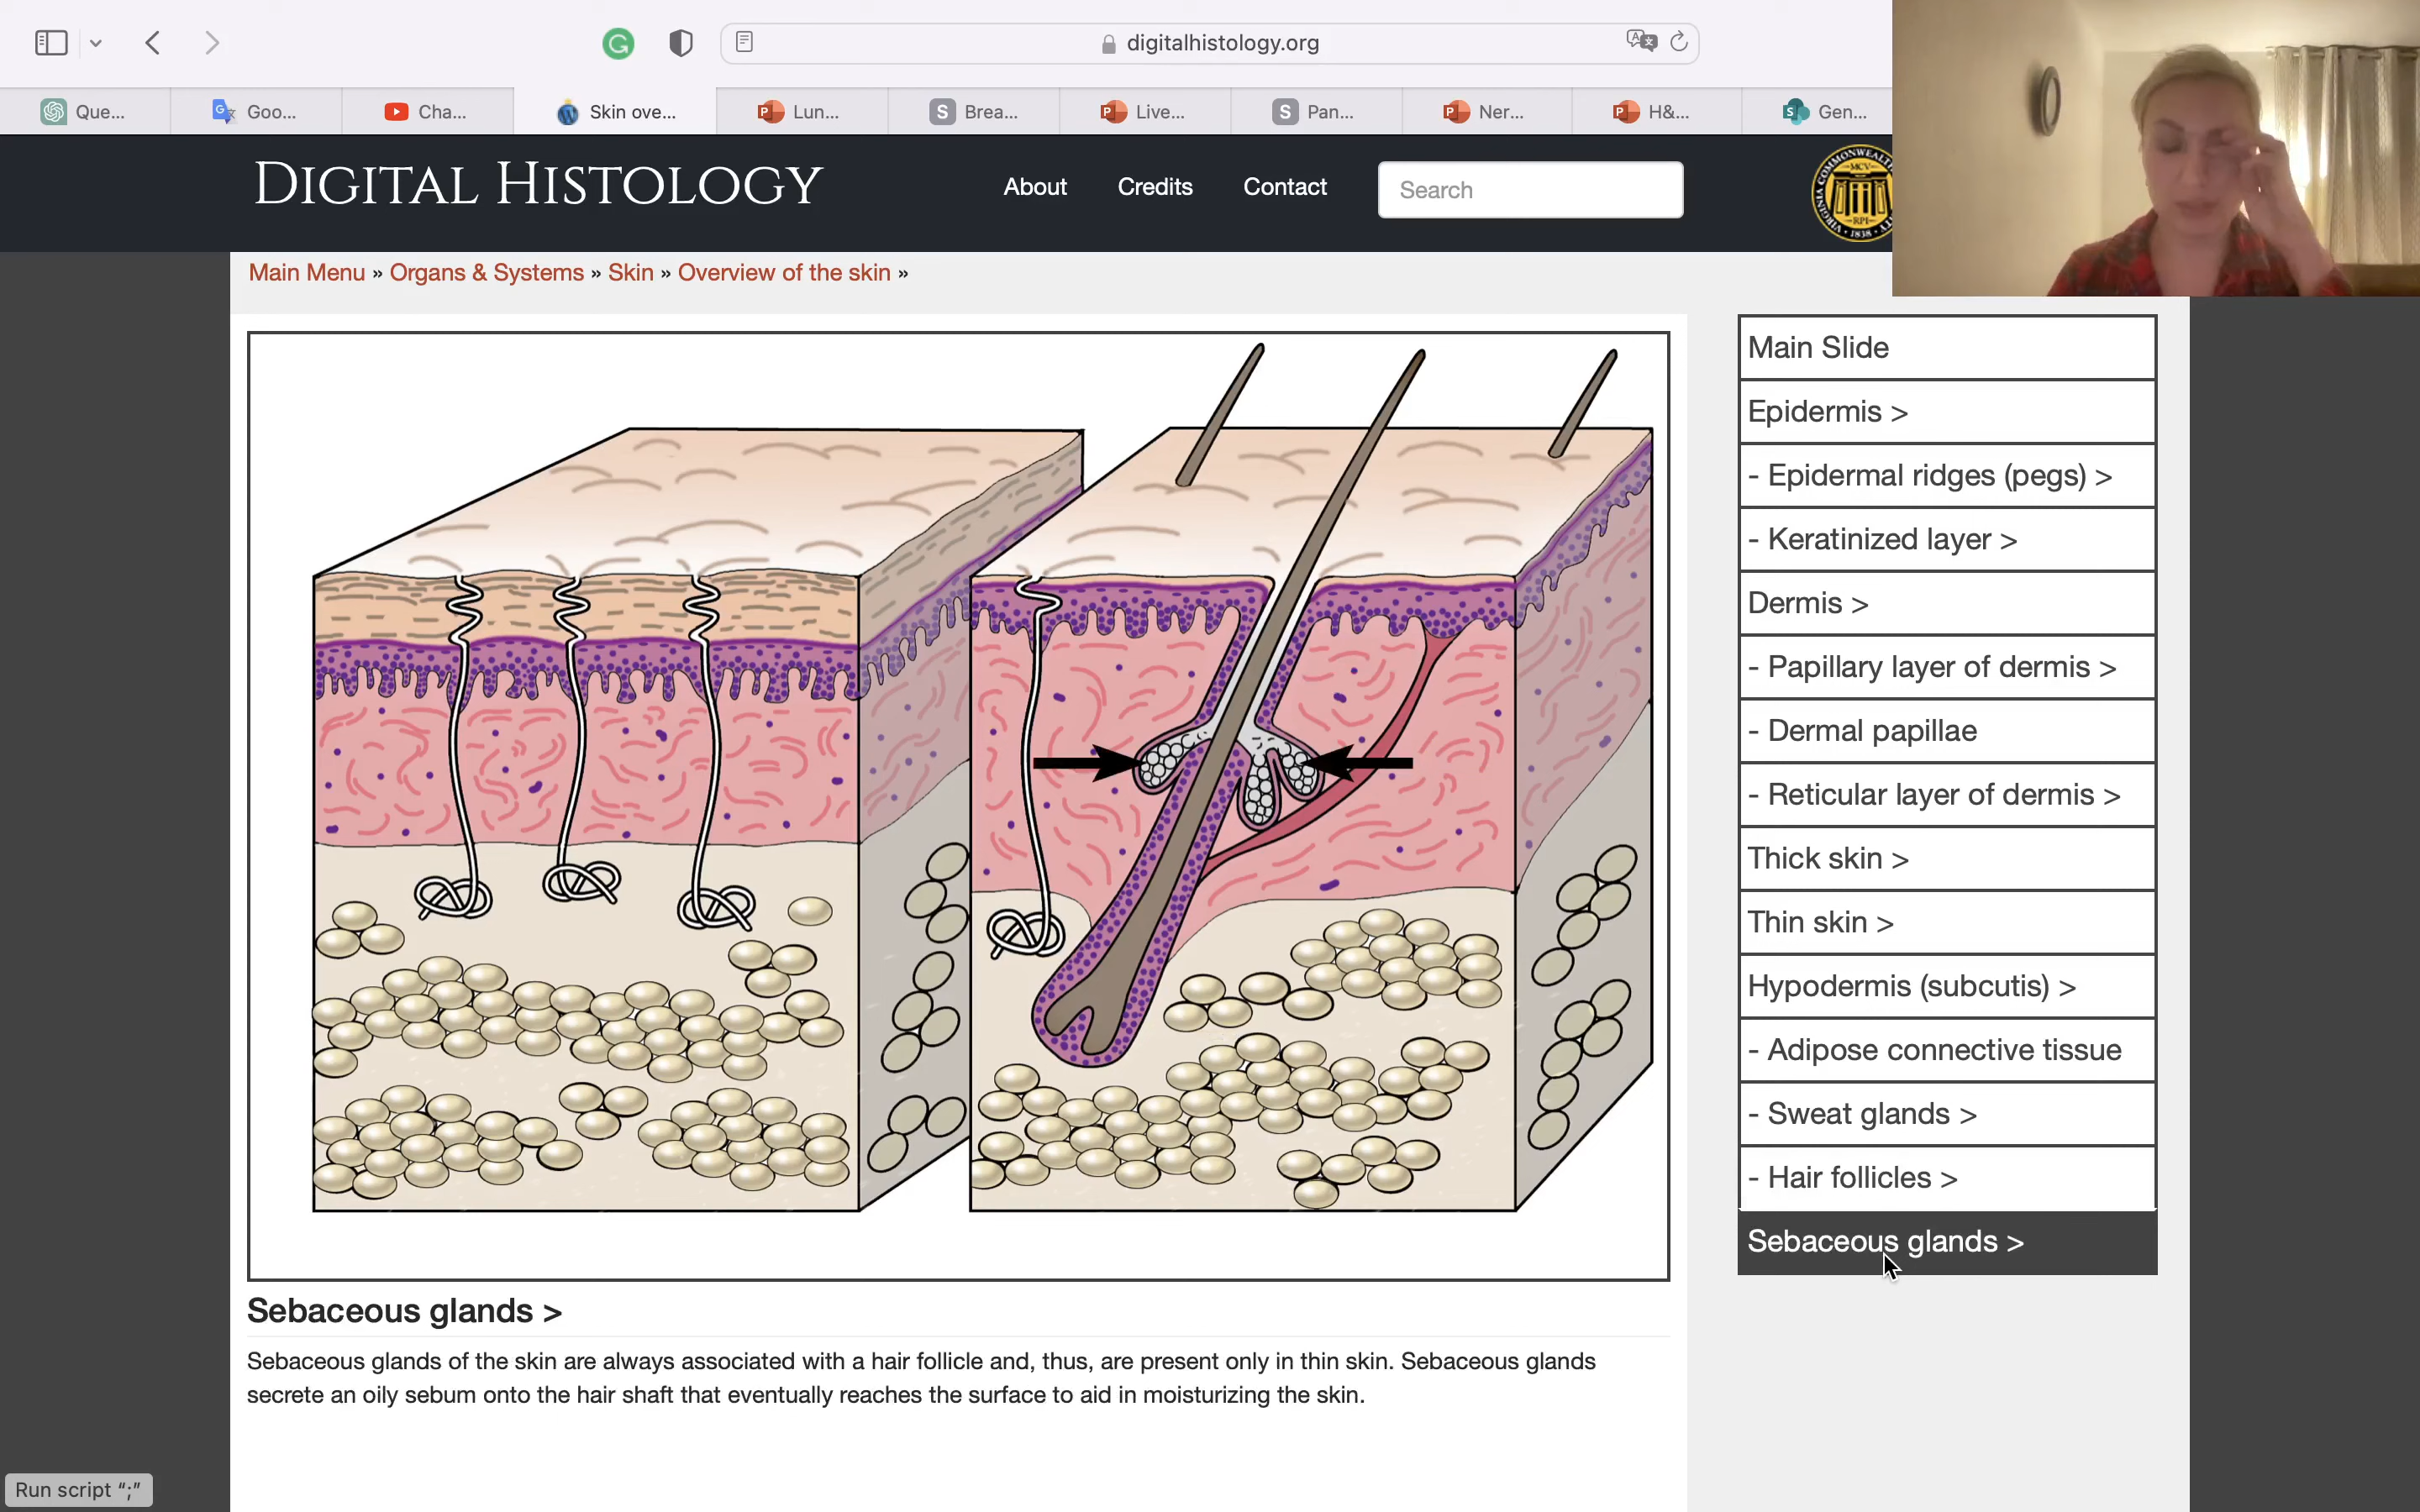 digitalhistology.org
Que...
Goo...
Cha...
Skin ove...
Lun...
Brea...
Live...
Pan...
Ner...
H&...
Gen...
DIGITAL HISTOLOGY
About
Credits
Contact
Search
Main Menu » Organs & Systems » Skin » Overview of the skin »
Main Slide
Epidermis >
- Epidermal ridges (pegs) >
- Keratinized layer >
Dermis >
- Papillary layer of dermis >
- Dermal papillae
- Reticular layer of dermis >
Thick skin >
Thin skin >
Hypodermis (subcutis) >
- Adipose connective tissue
- Sweat glands >
- Hair follicles >
Sebaceous glands >
Sebaceous glands >
Sebaceous glands of the skin are always associated with a hair follicle and, thus, are present only in thin skin. Sebaceous glands
secrete an oily sebum onto the hair shaft that eventually reaches the surface to aid in moisturizing the skin.
Run script “;”